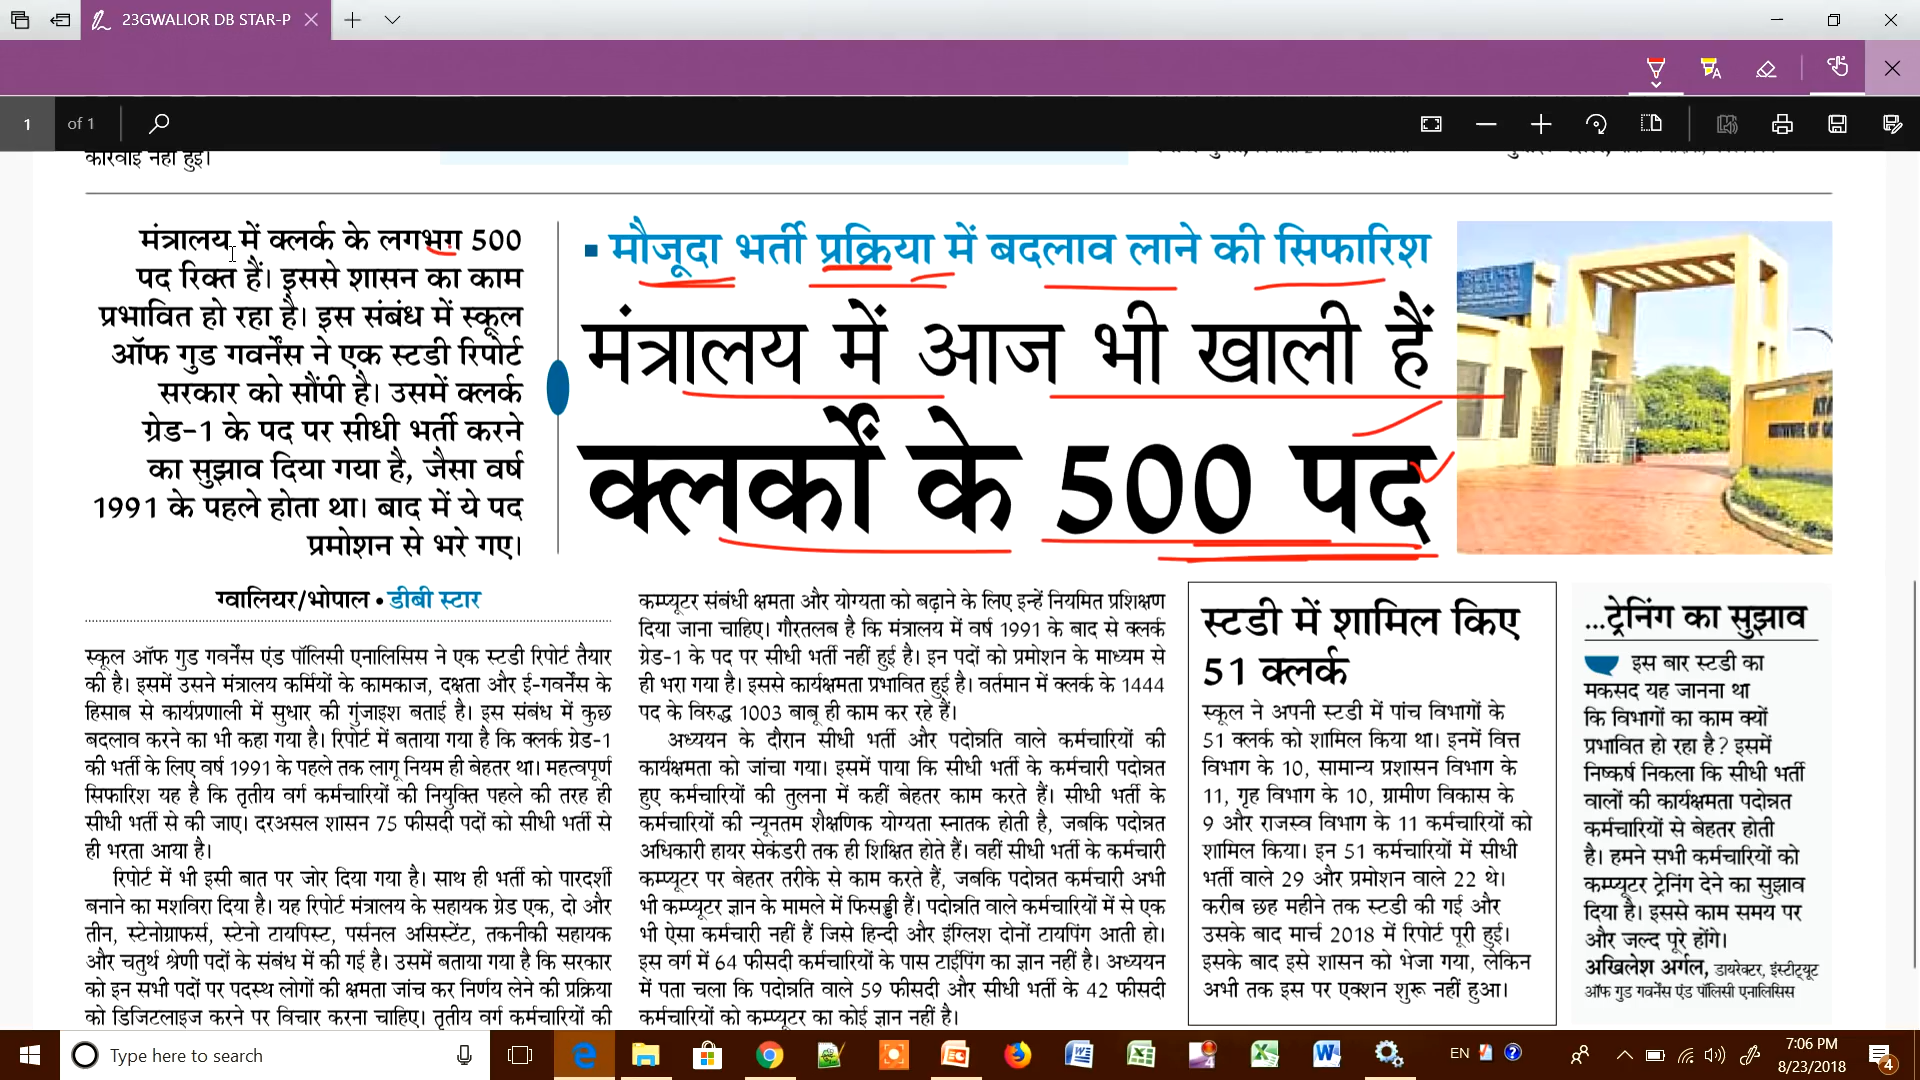 23GWALIOR DB STAR-P
1 of 1
कार्रवाई नहीं हुई।
मंत्रालय में क्लर्क के लगभग 500
पद रिक्त हैं। इससे शासन का काम
प्रभावित हो रहा है। इस संबंध में स्कूल
ऑफ गुड गवर्नेंस ने एक स्टडी रिपोर्ट
सरकार को सौंपी है। उसमें क्लर्क
ग्रेड-1 के पद पर सीधी भर्ती करने
का सुझाव दिया गया है, जैसा वर्ष
1991 के पहले होता था। बाद में ये पद
प्रमोशन से भरे गए।
मौजूदा भर्ती प्रक्रिया में बदलाव लाने की सिफारिश
मंत्रालय में आज भी खाली हैं
क्लर्कों के 500 पद
ग्वालियर/भोपाल • डीबी स्टार
स्कूल ऑफ गुड गवर्नेंस एंड पॉलिसी एनालिसिस ने एक स्टडी रिपोर्ट तैयार
की है। इसमें उसने मंत्रालय कर्मियों के कामकाज, दक्षता और ई-गवर्नेंस के
हिसाब से कार्यप्रणाली में सुधार की गुंजाइश बताई है। इस संबंध में कुछ
बदलाव करने का भी कहा गया है। रिपोर्ट में बताया गया है कि क्लर्क ग्रेड-1
की भर्ती के लिए वर्ष 1991 के पहले तक लागू नियम ही बेहतर था। महत्वपूर्ण
सिफारिश यह है कि तृतीय वर्ग कर्मचारियों की नियुक्ति पहले की तरह ही
सीधी भर्ती से की जाए। दरअसल शासन 75 फीसदी पदों को सीधी भर्ती से
ही भरता आया है।
रिपोर्ट में भी इसी बात पर जोर दिया गया है। साथ ही भर्ती को पारदर्शी
बनाने का मशविरा दिया है। यह रिपोर्ट मंत्रालय के सहायक ग्रेड एक, दो और
तीन, स्टेनोग्राफर्स, स्टेनो टायपिस्ट, पर्सनल असिस्टेंट, तकनीकी सहायक
और चतुर्थ श्रेणी पदों के संबंध में की गई है। उसमें बताया गया है कि सरकार
को इन सभी पदों पर पदस्थ लोगों की क्षमता जांच कर निर्णय लेने की प्रक्रिया
को डिजिटलाइज करने पर विचार करना चाहिए। तृतीय वर्ग कर्मचारियों की
कम्प्यूटर संबंधी क्षमता और योग्यता को बढ़ाने के लिए इन्हें नियमित प्रशिक्षण
दिया जाना चाहिए। गौरतलब है कि मंत्रालय में वर्ष 1991 के बाद से क्लर्क
ग्रेड-1 के पद पर सीधी भर्ती नहीं हुई है। इन पदों को प्रमोशन के माध्यम से
ही भरा गया है। इससे कार्यक्षमता प्रभावित हुई है। वर्तमान में क्लर्क के 1444
पद के विरुद्ध 1003 बाबू ही काम कर रहे हैं।
अध्ययन के दौरान सीधी भर्ती और पदोन्नति वाले कर्मचारियों की
कार्यक्षमता को जांचा गया। इसमें पाया कि सीधी भर्ती के कर्मचारी पदोन्नत
हुए कर्मचारियों की तुलना में कहीं बेहतर काम करते हैं। सीधी भर्ती के
कर्मचारियों की न्यूनतम शैक्षणिक योग्यता स्नातक होती है, जबकि पदोन्नत
अधिकारी हायर सेकंडरी तक ही शिक्षित होते हैं। वहीं सीधी भर्ती के कर्मचारी
कम्प्यूटर पर बेहतर तरीके से काम करते हैं, जबकि पदोन्नत कर्मचारी अभी
भी कम्प्यूटर ज्ञान के मामले में फिसड्डी हैं। पदोन्नति वाले कर्मचारियों में से एक
भी ऐसा कर्मचारी नहीं हैं जिसे हिन्दी और इंग्लिश दोनों टायपिंग आती हो।
इस वर्ग में 64 फीसदी कर्मचारियों के पास टाईपिंग का ज्ञान नहीं है। अध्ययन
में पता चला कि पदोन्नति वाले 59 फीसदी और सीधी भर्ती के 42 फीसदी
कर्मचारियों को कम्प्यूटर का कोई ज्ञान नहीं है।
स्टडी में शामिल किए
51 क्लर्क
स्कूल ने अपनी स्टडी में पांच विभागों के
51 क्लर्क को शामिल किया था। इनमें वित्त
विभाग के 10, सामान्य प्रशासन विभाग के
11, गृह विभाग के 10, ग्रामीण विकास के
9 और राजस्व विभाग के 11 कर्मचारियों को
शामिल किया। इन 51 कर्मचारियों में सीधी
भर्ती वाले 29 और प्रमोशन वाले 22 थे।
करीब छह महीने तक स्टडी की गई और
उसके बाद मार्च 2018 में रिपोर्ट पूरी हुई।
इसके बाद इसे शासन को भेजा गया, लेकिन
अभी तक इस पर एक्शन शुरू नहीं हुआ।
...ट्रेनिंग का सुझाव
इस बार स्टडी का
मकसद यह जानना था
कि विभागों का काम क्यों
प्रभावित हो रहा है? इसमें
निष्कर्ष निकला कि सीधी भर्ती
वालों की कार्यक्षमता पदोन्नत
कर्मचारियों से बेहतर होती
है। हमने सभी कर्मचारियों को
कम्प्यूटर ट्रेनिंग देने का सुझाव
दिया है। इससे काम समय पर
और जल्द पूरे होंगे।
अखिलेश अर्गल, डायरेक्टर, इंस्टीट्यूट
ऑफ गुड गवर्नेंस एंड पॉलिसी एनालिसिस
Type here to search
EN
7:06 PM
8/23/2018
4